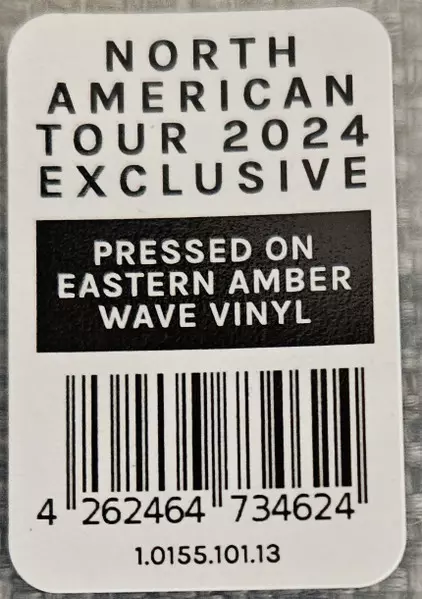 NORTH
AMERICAN
TOUR 2024
EXCLUSIVE
PRESSED ON
EASTERN AMBER
WAVE VINYL
4 262464 734624
1.0155.101.13